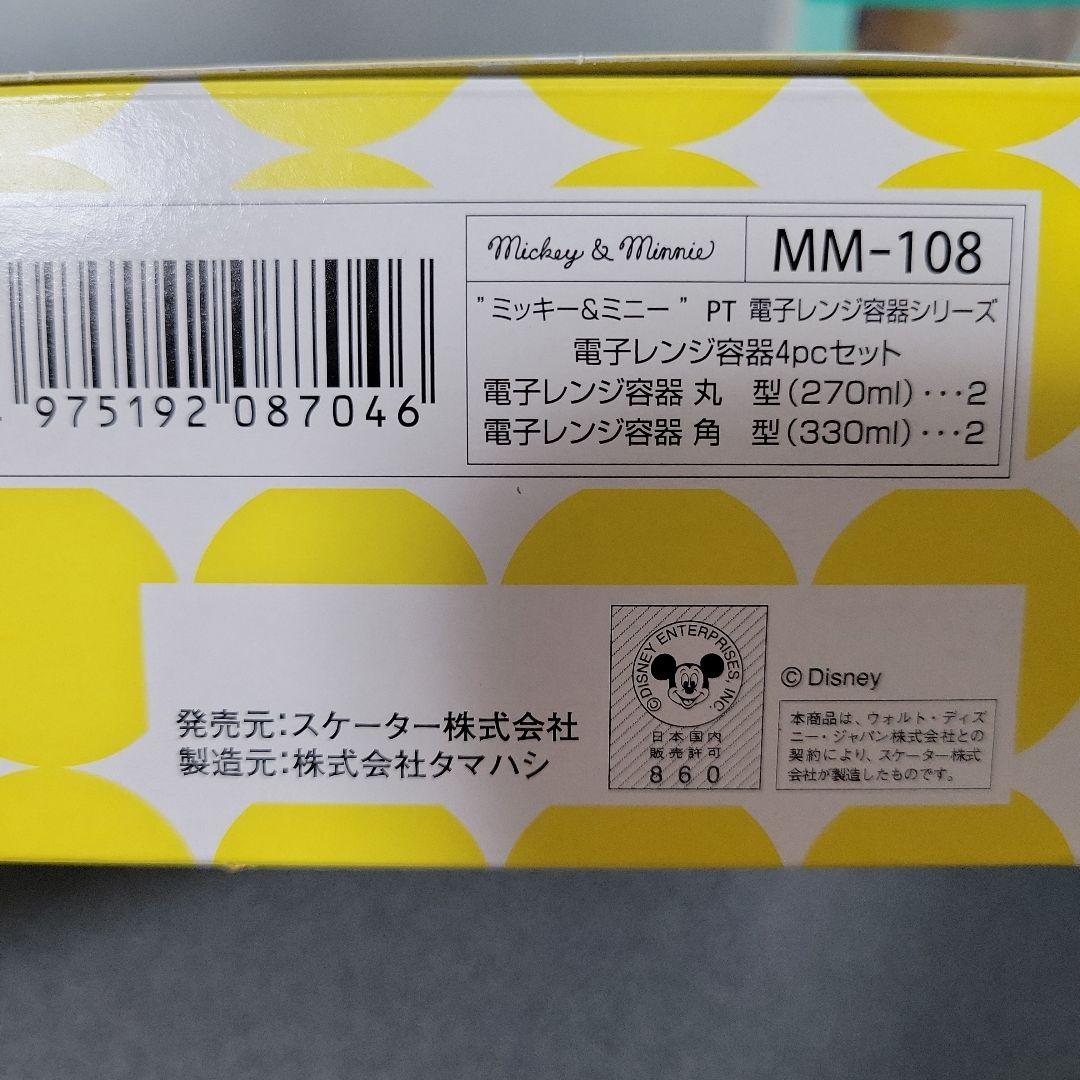 Mickey & Minnie
MM-108
"ミッキー&ミニー" PT 電子レンジ容器シリーズ
電子レンジ容器4pcセット
電子レンジ容器 丸 型(270ml)･･･2
電子レンジ容器 角 型(330ml)･･･2
975192 087046
発売元:スケーター株式会社
製造元:株式会社タマハシ
©DISNEY ENTERPRISES, INC.
日本国内
販売許可
860
© Disney
本商品は、ウォルト・ディズ
ニー・ジャパン株式会社との
契約により、スケーター株式
会社が製造したものです。